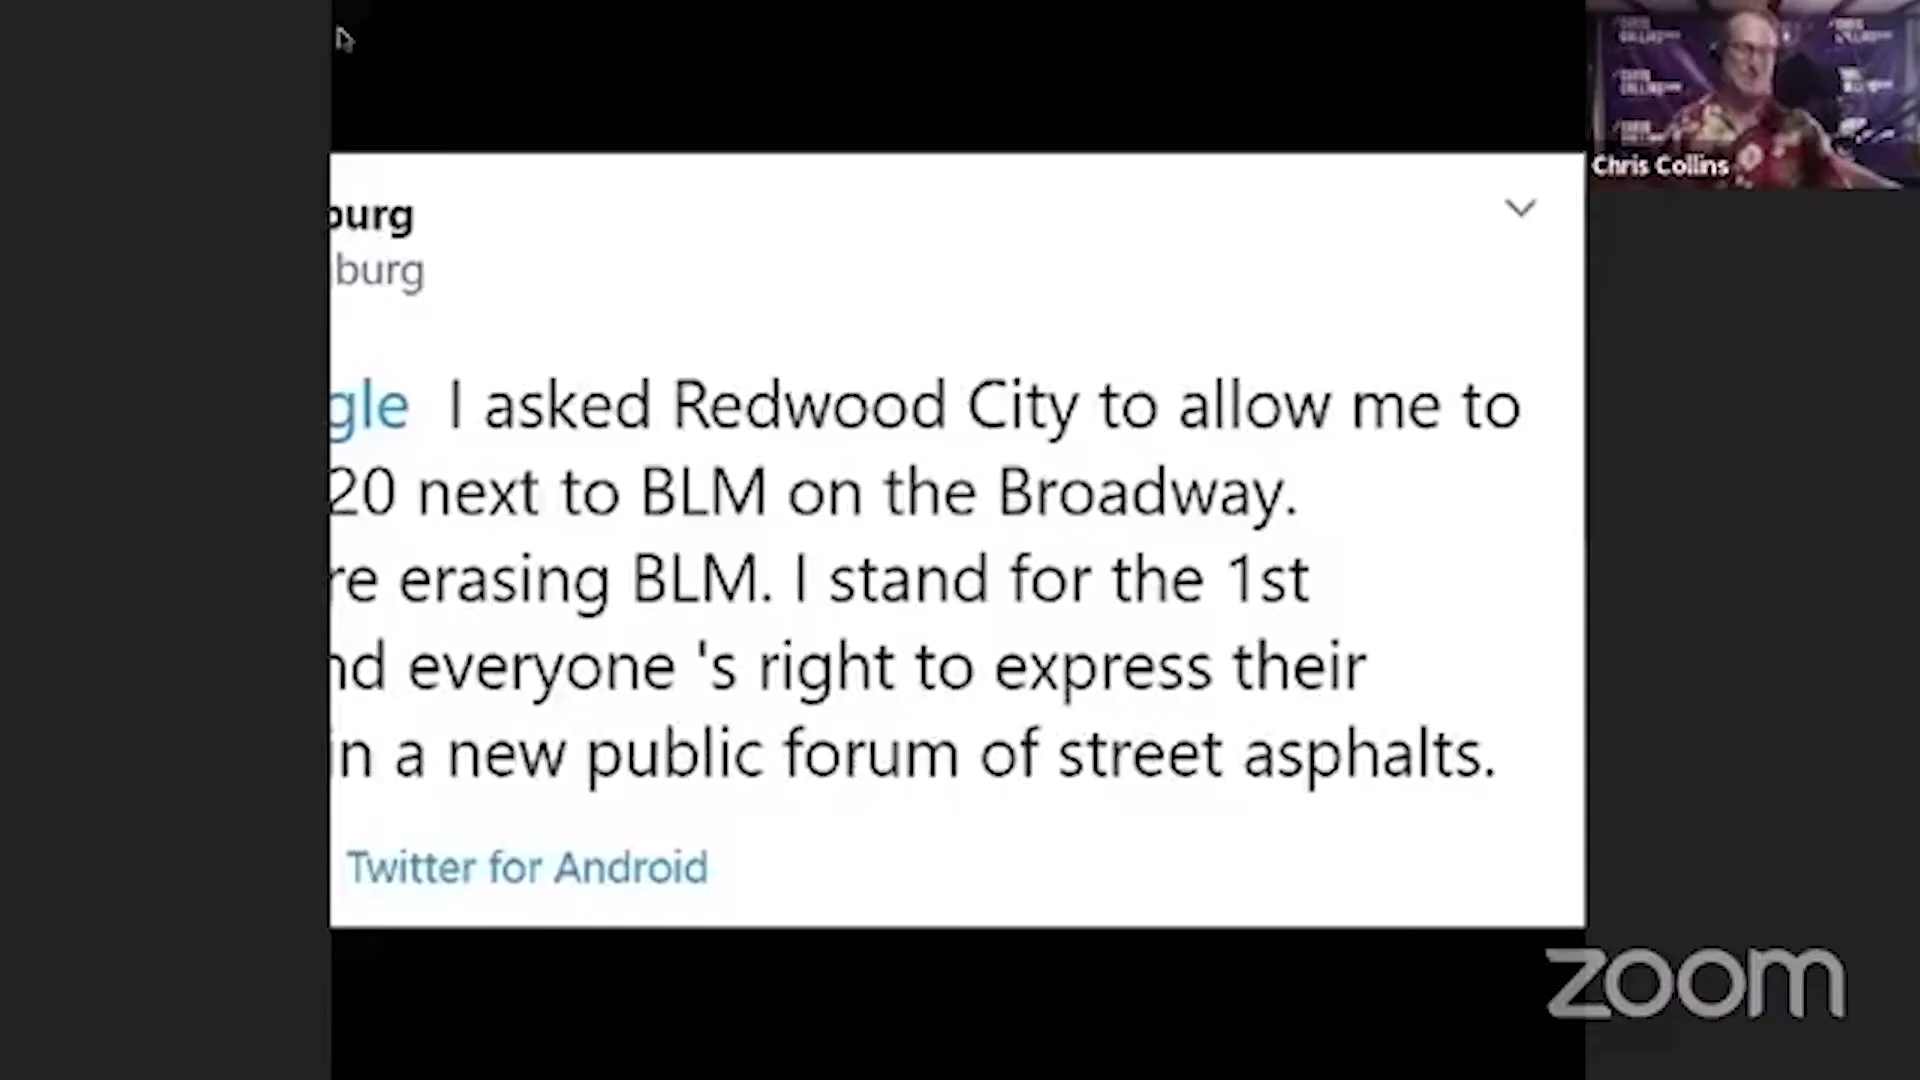 burg
burg
gle I asked Redwood City to allow me to
20 next to BLM on the Broadway.
re erasing BLM. I stand for the 1st
nd everyone 's right to express their
in a new public forum of street asphalts.
Twitter for Android
Chris Collins
zoom